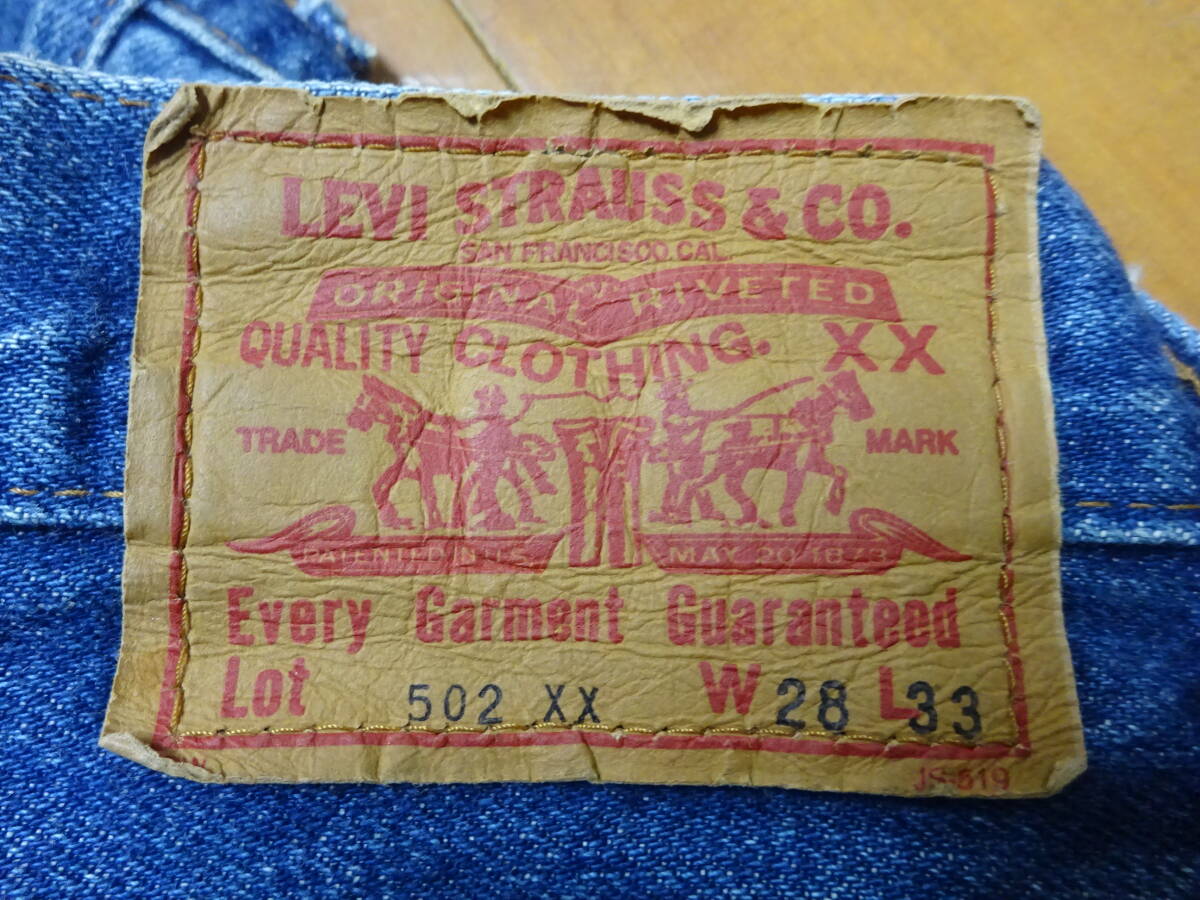 LEVI STRAUSS & CO.
SAN FRANCISCO. CAL.
ORIGINAL RIVETED
QUALITY CLOTHING. XX
TRADE MARK
PATENTED IN U.S. MAY 20 1873
Every Garment Guaranteed
Lot 502 XX W 28 L 33